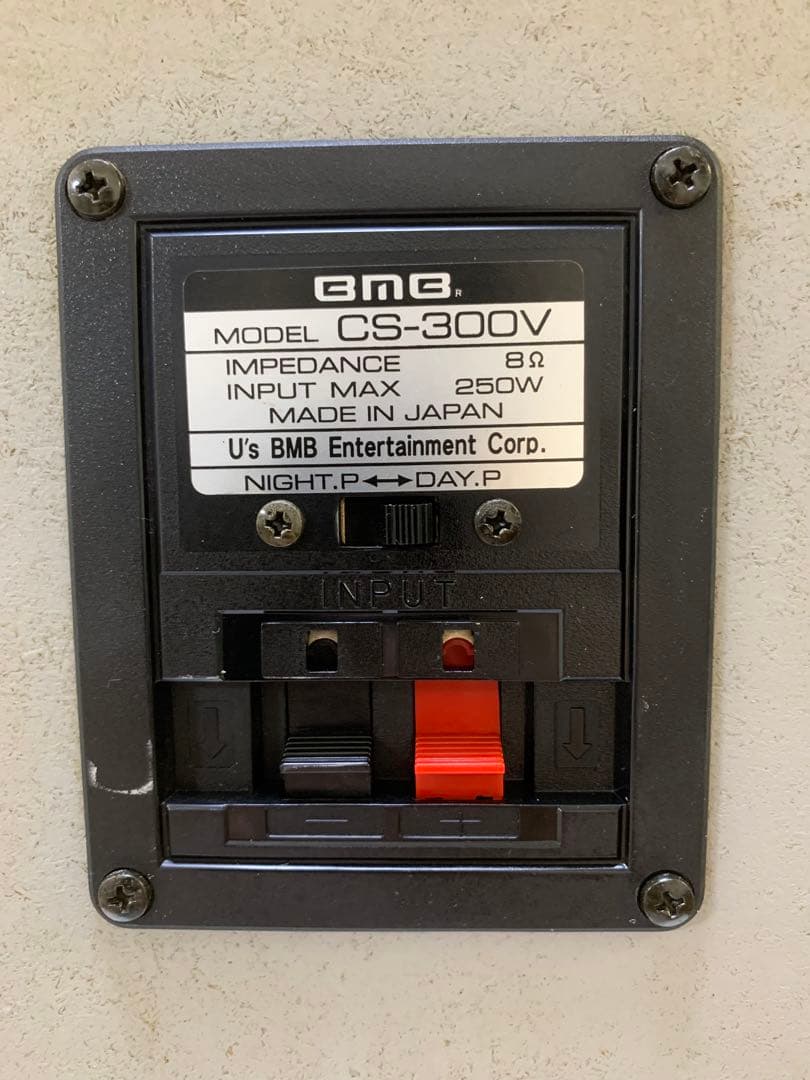 BMB R
MODEL CS-300V
IMPEDANCE 8Ω
INPUT MAX 250W
MADE IN JAPAN
U's BMB Entertainment Corp.
NIGHT.P↔DAY.P
INPUT
− +